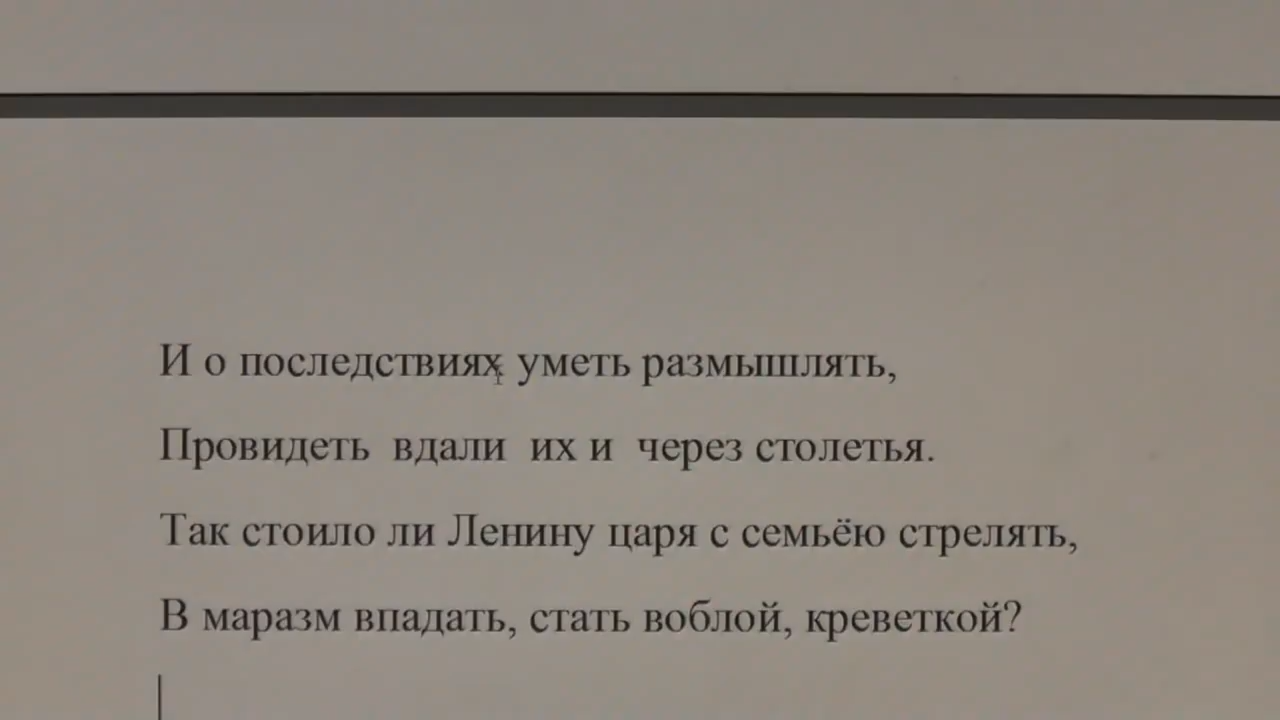 И о последствиях уметь размышлять,
Провидеть вдали их и через столетья.
Так стоило ли Ленину царя с семьёю стрелять,
В маразм впадать, стать воблой, креветкой?